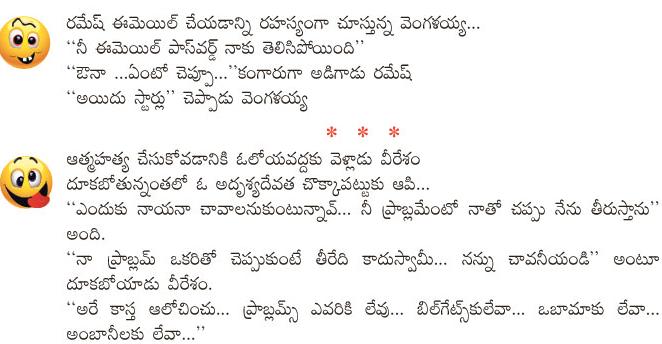 రమేష్ ఈమెయిల్ చేయడాన్ని రహస్యంగా చూస్తున్న వెంగళయ్య...
“నీ ఈమెయిల్ పాస్‌వర్డ్ నాకు తెలిసిపోయింది”
“ఔనా ...ఏంటో చెప్పూ...”కంగారుగా అడిగాడు రమేష్
“అయిదు స్టార్లు” చెప్పాడు వెంగళయ్య
* * *
ఆత్మహత్య చేసుకోవడానికి ఓలోయవద్దకు వెళ్లాడు వీరేశం
దూకబోతున్నంతలో ఓ అదృశ్యదేవత చొక్కాపట్టుకు ఆపి...
“ఎందుకు నాయనా చావాలనుకుంటున్నావ్... నీ ప్రాబ్లమేంటో నాతో చప్పు నేను తీరుస్తాను”
అంది.
“నా ప్రాబ్లమ్ ఒకరితో చెప్పుకుంటే తీరేది కాదుస్వామీ... నన్ను చావనీయండి” అంటూ
దూకబోయాడు వీరేశం.
“అరే కాస్త ఆలోచించు... ప్రాబ్లమ్స్ ఎవరికి లేవు... బిల్‌గేట్స్‌కులేవా... ఒబామాకు లేవా...
అంబానీలకు లేవా...”